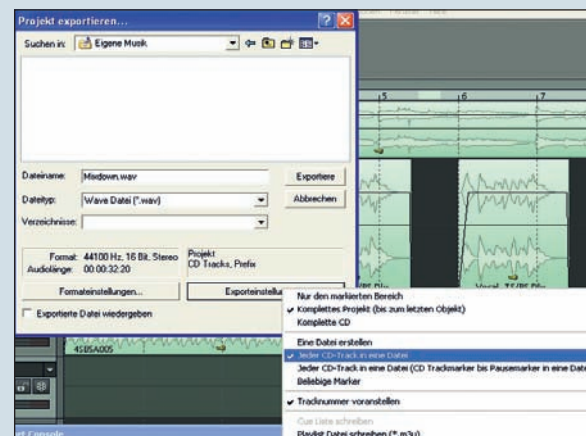 Projekt exportieren...
Suchen in: Eigene Musik
5 6 7
Dateiname: Mixdown.wav Exportiere
Dateityp: Wave Datei (*.wav) Abbrechen
Verzeichnisse:
Format: 44100 Hz, 16 Bit, Stereo
Audiolänge: 00:00:32:20
Projekt
CD Tracks, Prefix
Formateinstellungen... Exporteinstellu
Exportierte Datei wiedergeben
Nur den markierten Bereich
Komplettes Projekt (bis zum letzten Objekt)
Komplette CD
Eine Datei erstellen
Jeder CD-Track in eine Datei
Jeder CD-Track in eine Datei (CD Trackmarker bis Pausemarker in eine Date
Beliebige Marker
Tracknummer voranstellen
Cue Liste schreiben
Playlist Datei schreiben (*.m3u)